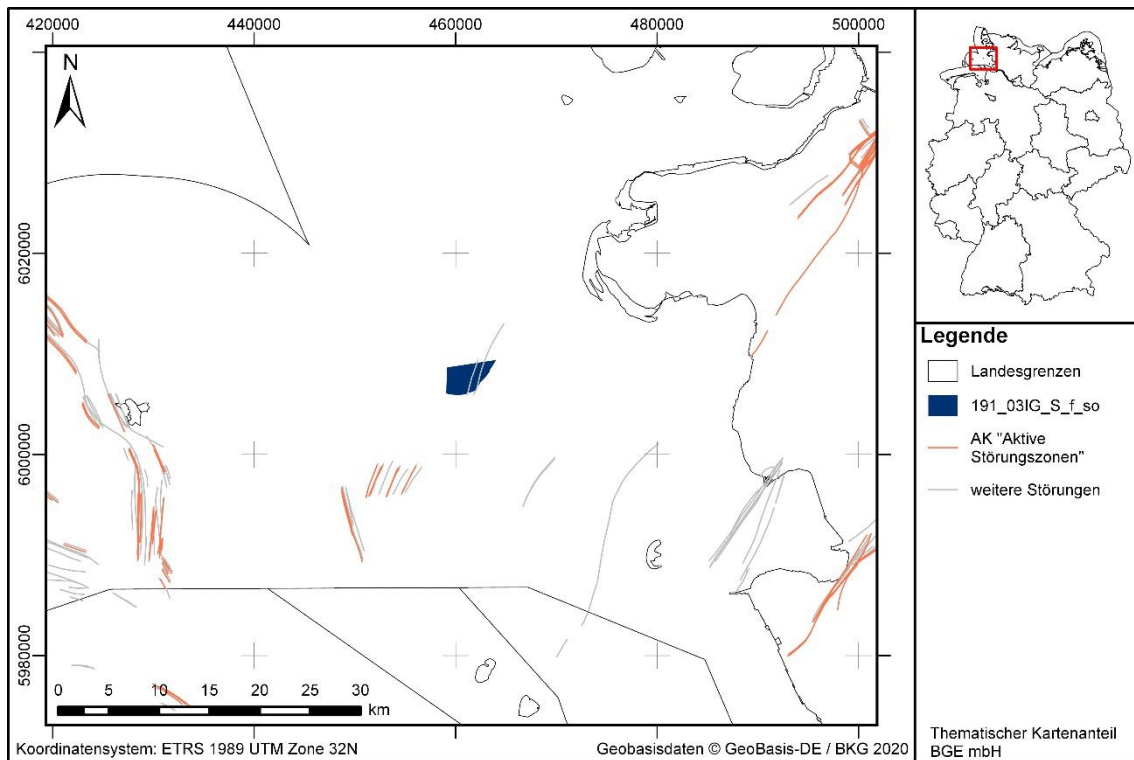 420000
440000
460000
480000
500000
N
6020000
6000000
5980000
0 5 10 15 20 25 30
km
Koordinatensystem: ETRS 1989 UTM Zone 32N
Geobasisdaten © GeoBasis-DE / BKG 2020
Legende
Landesgrenzen
191_03IG_S_f_so
AK "Aktive
Störungszonen"
weitere Störungen
Thematischer Kartenanteil
BGE mbH